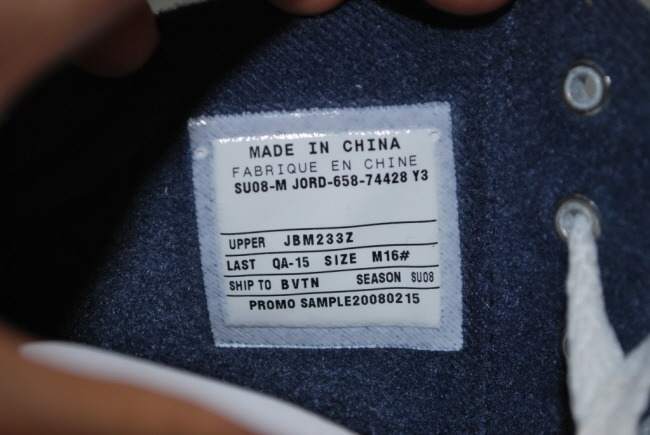 MADE IN CHINA
FABRIQUE EN CHINE
SU08-M JORD-658-74428 Y3
UPPER JBM233Z
LAST QA-15 SIZE M16#
SHIP TO BVTN SEASON SU08
PROMO SAMPLE20080215